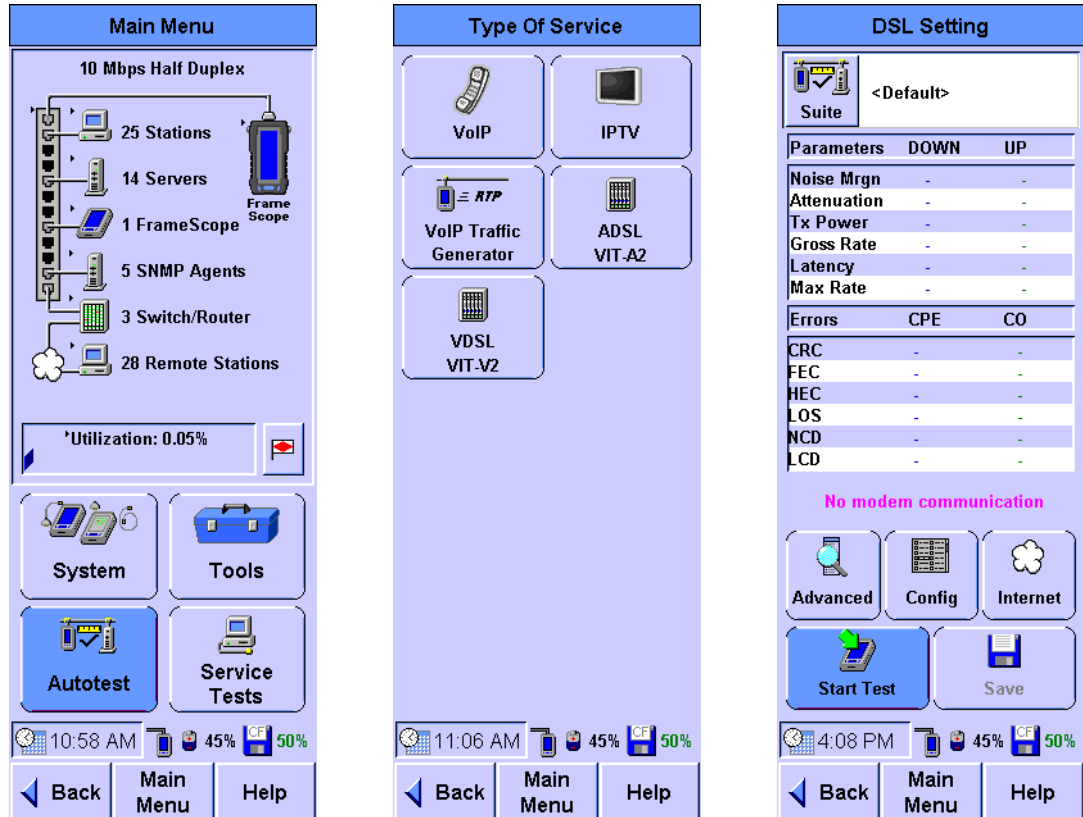 Main Menu
10 Mbps Half Duplex
25 Stations
14 Servers
Frame
Scope
1 FrameScope
5 SNMP Agents
3 Switch/Router
28 Remote Stations
Utilization: 0.05%
System
Tools
Autotest
Service
Tests
10:58 AM 45% CF 50%
Back
Main
Menu
Help
Type Of Service
VoIP
IPTV
RTP
VoIP Traffic
Generator
ADSL
VIT-A2
VDSL
VIT-V2
11:06 AM 45% CF 50%
Back
Main
Menu
Help
DSL Setting
Suite
<Default>
Parameters DOWN UP
Noise Mrgn - -
Attenuation - -
Tx Power - -
Gross Rate - -
Latency - -
Max Rate - -
Errors CPE CO
CRC - -
FEC - -
HEC - -
LOS - -
NCD - -
LCD - -
No modem communication
Advanced
Config
Internet
Start Test
Save
4:08 PM 45% CF 50%
Back
Main
Menu
Help